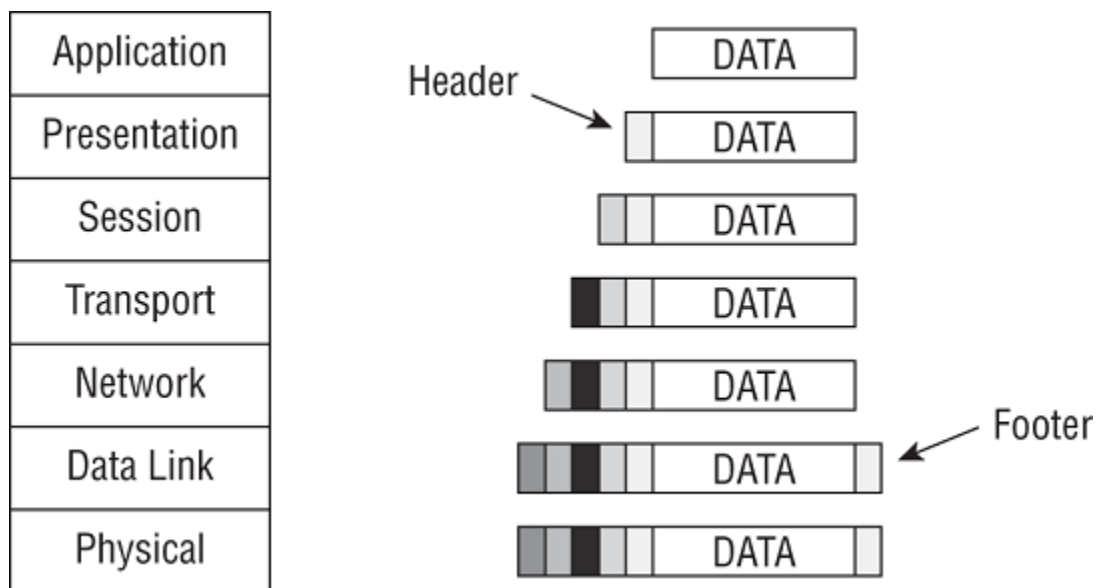 Application
DATA
Header
Presentation
DATA
Session
DATA
Transport
DATA
Network
DATA
Footer
Data Link
DATA
Physical
DATA